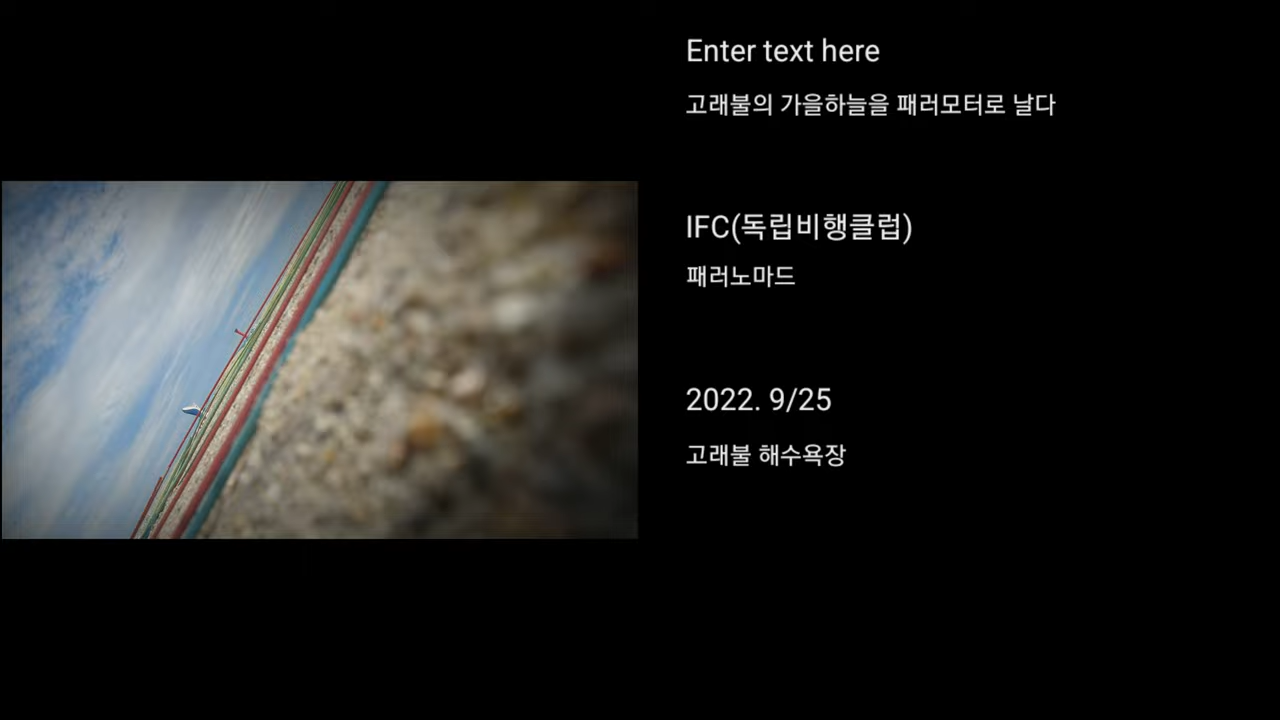 Enter text here
고래불의 가을하늘을 패러모터로 날다
IFC(독립비행클럽)
패러노마드
2022. 9/25
고래불 해수욕장